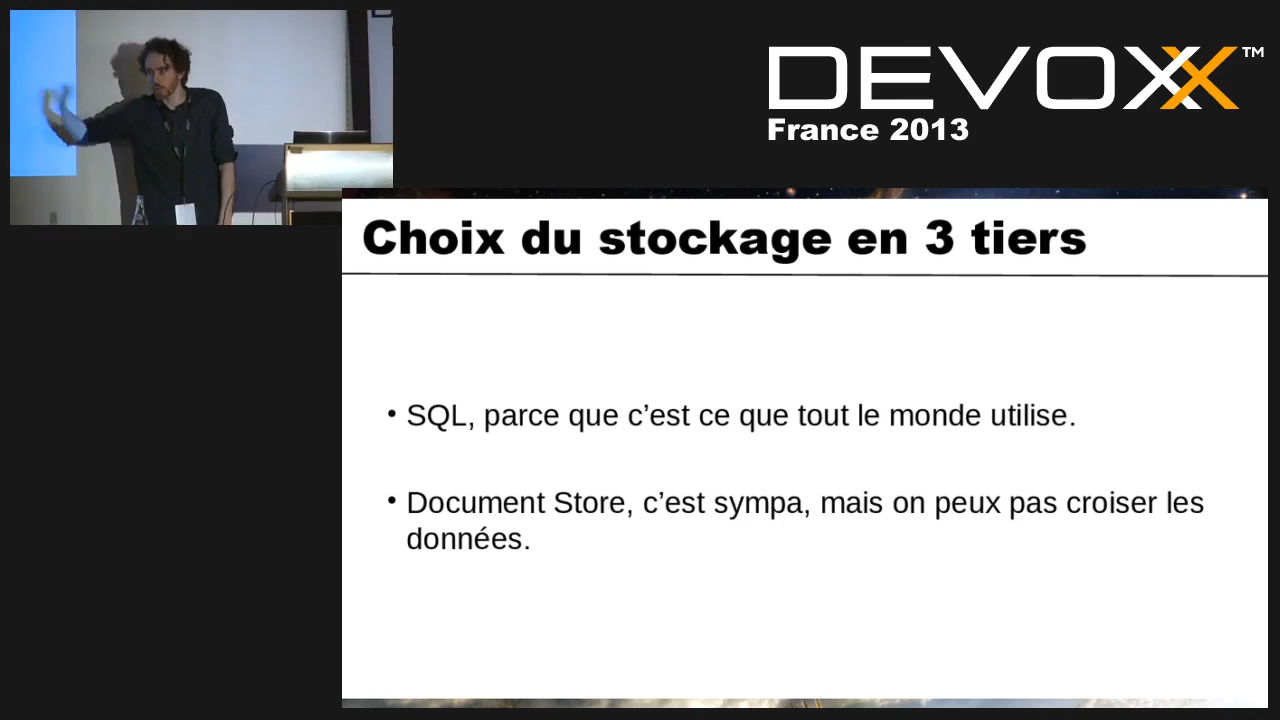 DEVOXX™
France 2013
Choix du stockage en 3 tiers
• SQL, parce que c’est ce que tout le monde utilise.
• Document Store, c’est sympa, mais on peux pas croiser les
données.